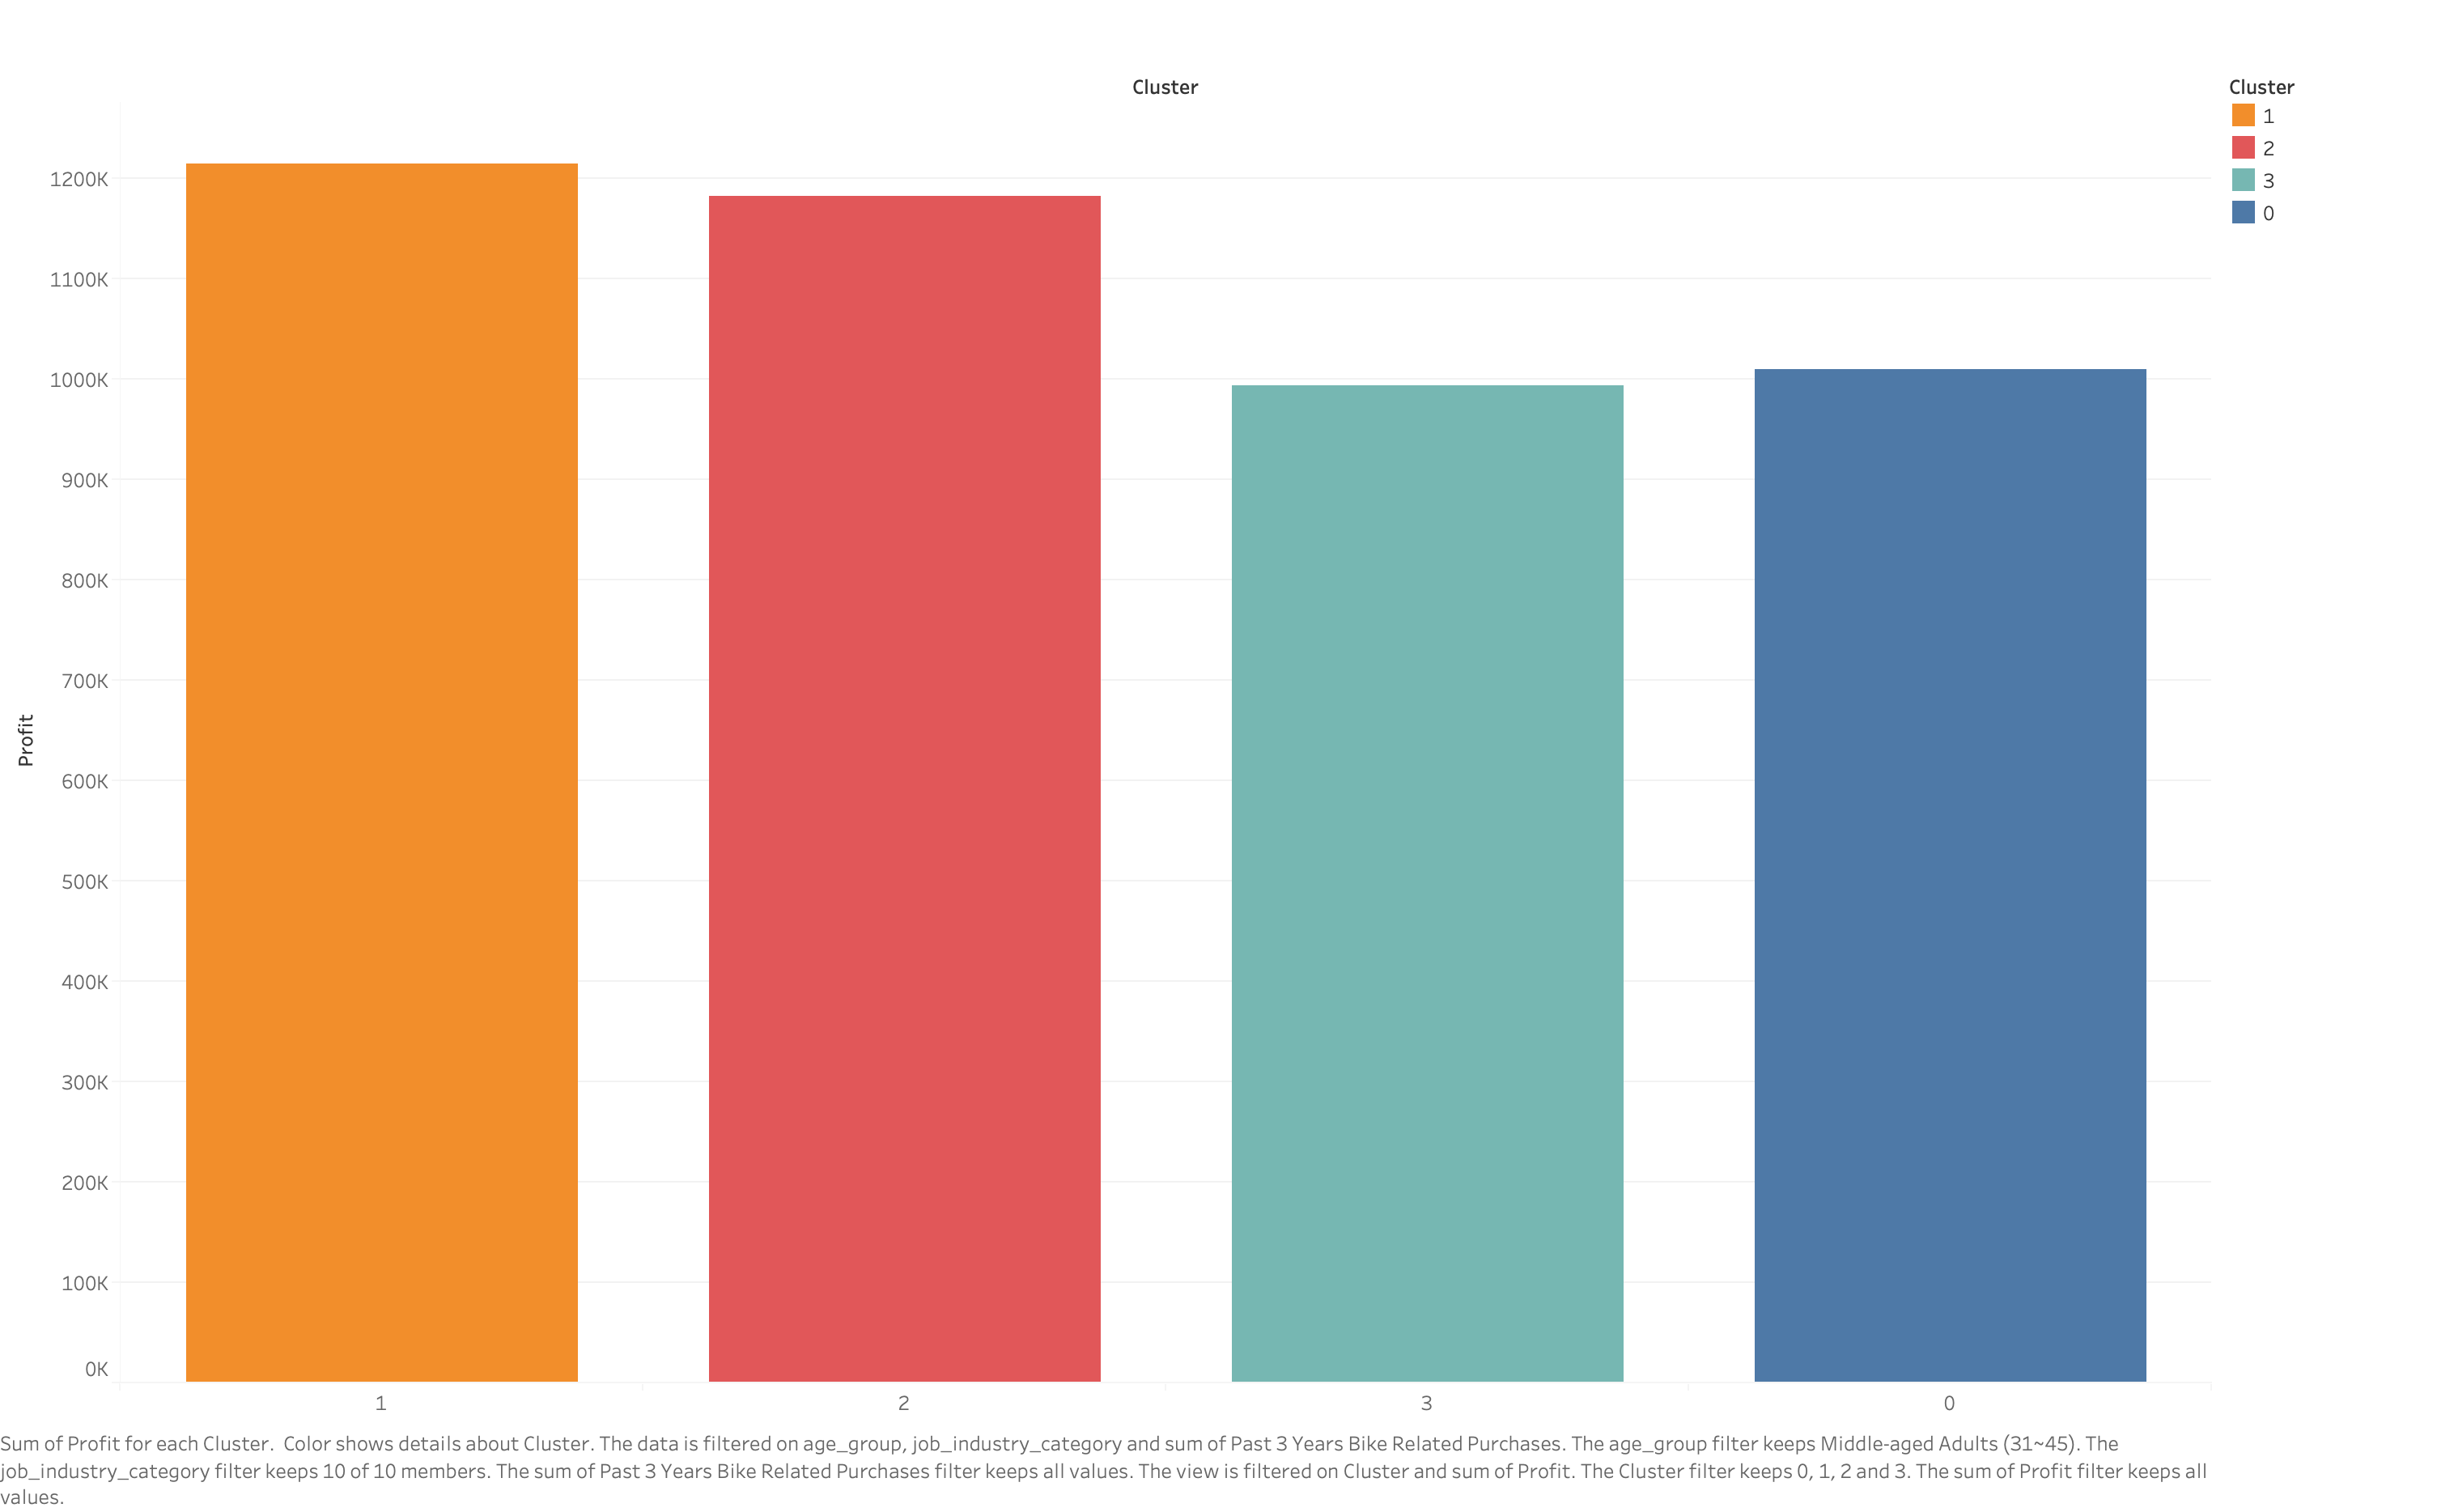 Cluster
Cluster
1
2
3
0
1200K
1100K
1000K
900K
800K
700K
600K
500K
400K
300K
200K
100K
0K
Profit
1
2
3
0
Sum of Profit for each Cluster.  Color shows details about Cluster. The data is filtered on age_group, job_industry_category and sum of Past 3 Years Bike Related Purchases. The age_group filter keeps Middle-aged Adults (31~45). The
job_industry_category filter keeps 10 of 10 members. The sum of Past 3 Years Bike Related Purchases filter keeps all values. The view is filtered on Cluster and sum of Profit. The Cluster filter keeps 0, 1, 2 and 3. The sum of Profit filter keeps all
values.